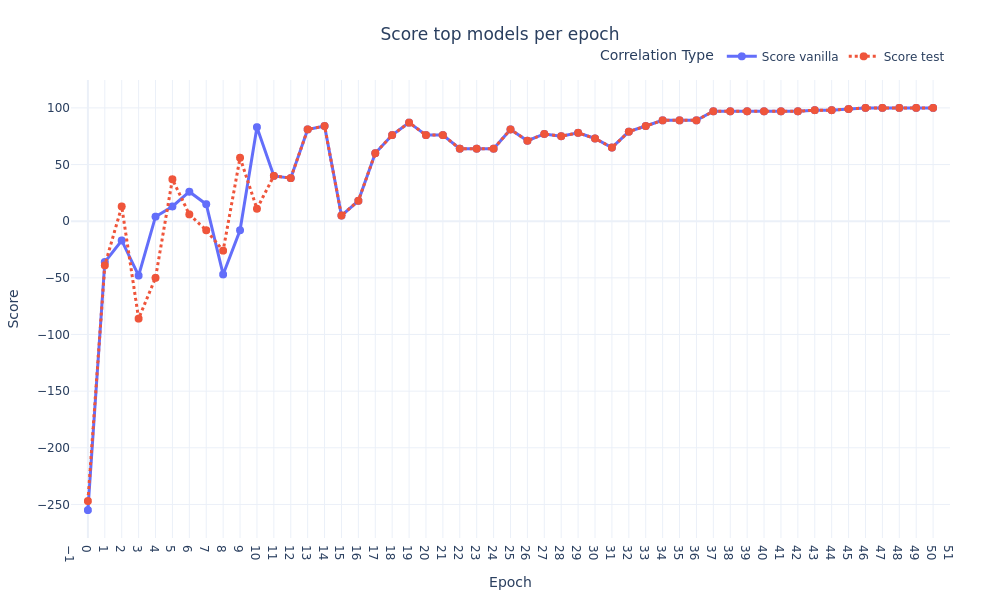 Score top models per epoch
Correlation Type Score vanilla Score test
100
50
0
−50
−100
−150
−200
−250
Score
−1 0 1 2 3 4 5 6 7 8 9 10 11 12 13 14 15 16 17 18 19 20 21 22 23 24 25 26 27 28 29 30 31 32 33 34 35 36 37 38 39 40 41 42 43 44 45 46 47 48 49 50 51
Epoch